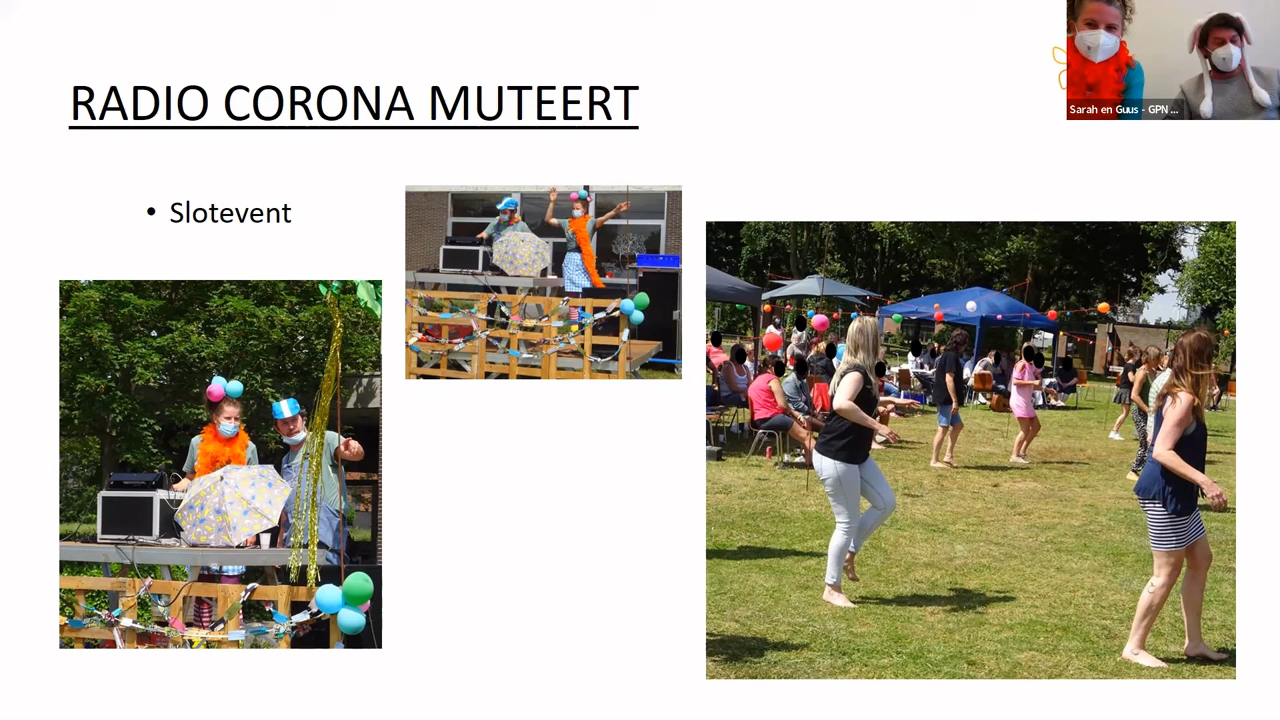 RADIO CORONA MUTEERT
• Slotevent
Sarah en Guus - GPN ...